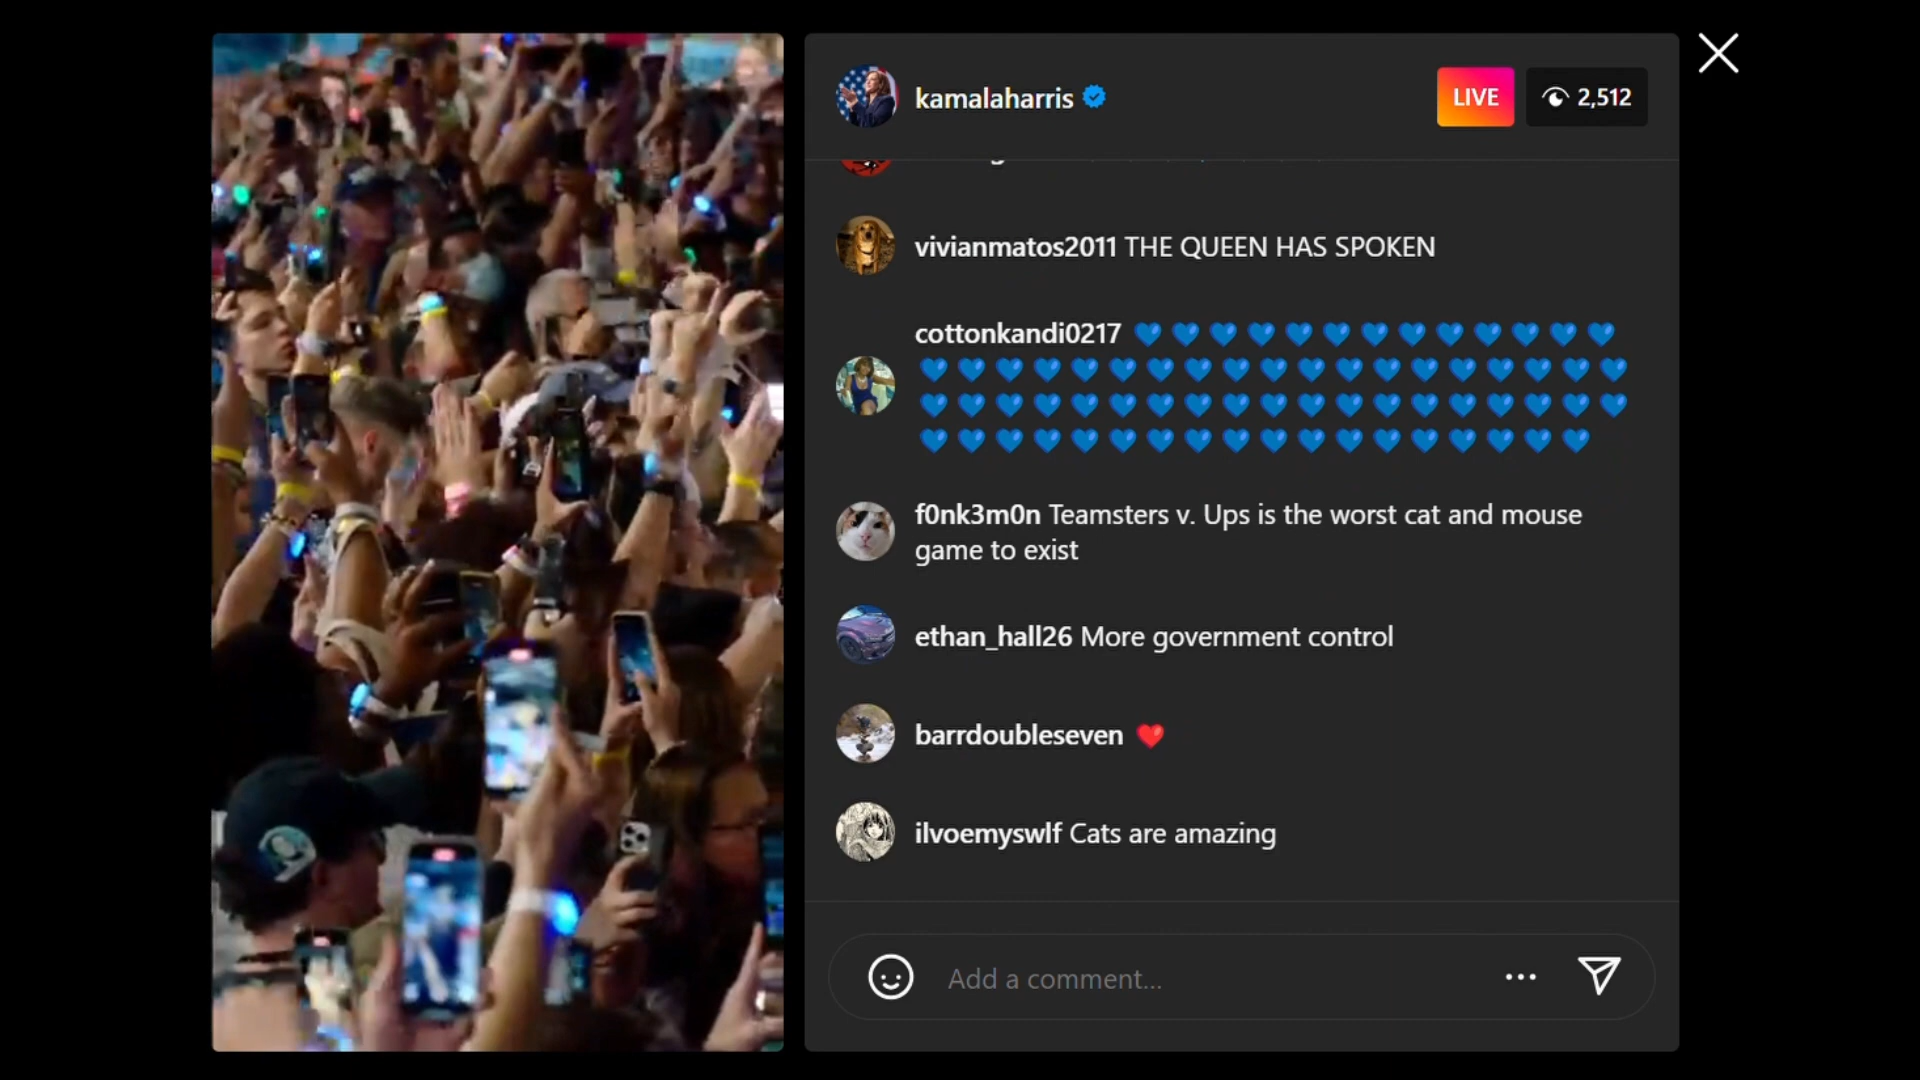 kamalaharris
LIVE
2,512
vivianmatos2011 THE QUEEN HAS SPOKEN
cottonkandi0217 💙💙💙💙💙💙💙💙💙💙💙💙💙
💙💙💙💙💙💙💙💙💙💙💙💙💙💙💙💙💙💙💙
💙💙💙💙💙💙💙💙💙💙💙💙💙💙💙💙💙💙💙
💙💙💙💙💙💙💙💙💙💙💙💙💙💙💙💙💙💙
f0nk3m0n Teamsters v. Ups is the worst cat and mouse
game to exist
ethan_hall26 More government control
barrdoubleseven ❤️
ilvoemyswlf Cats are amazing
Add a comment...